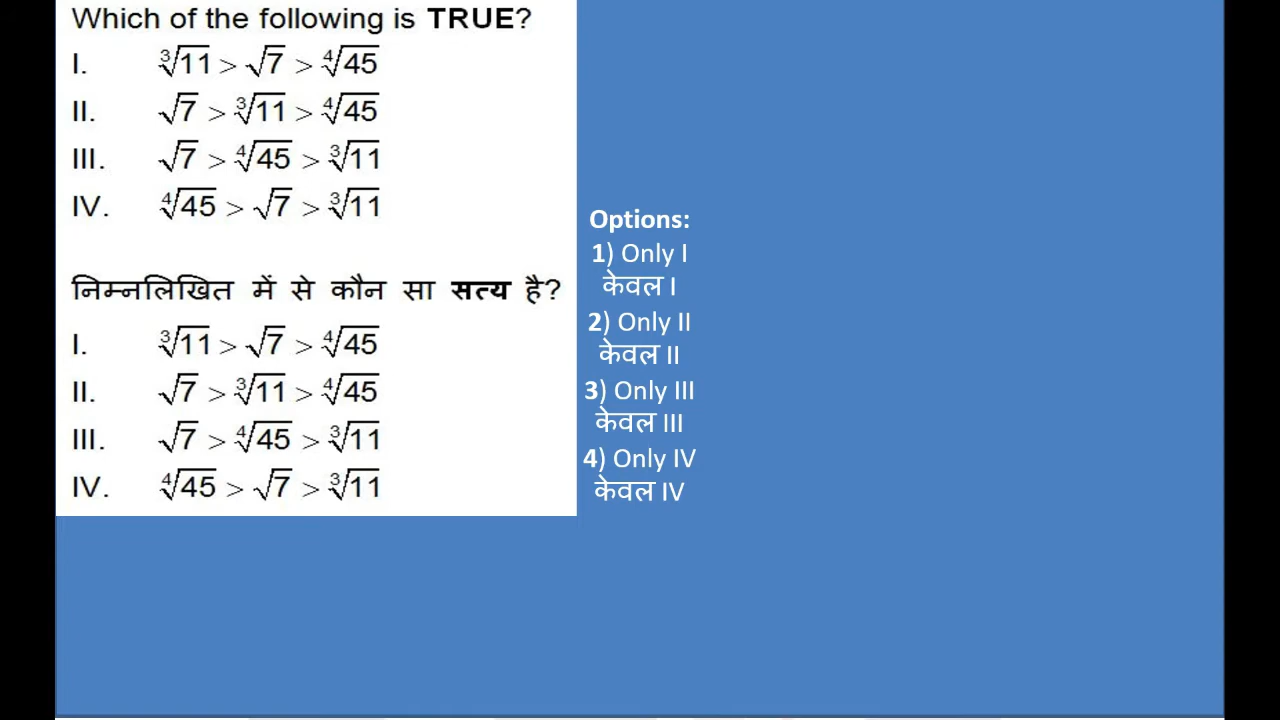 Which of the following is TRUE?
I. ∛11 > √7 > ∜45
II. √7 > ∛11 > ∜45
III. √7 > ∜45 > ∛11
IV. ∜45 > √7 > ∛11
निम्नलिखित में से कौन सा सत्य है?
I. ∛11 > √7 > ∜45
II. √7 > ∛11 > ∜45
III. √7 > ∜45 > ∛11
IV. ∜45 > √7 > ∛11
Options:
1) Only I
केवल I
2) Only II
केवल II
3) Only III
केवल III
4) Only IV
केवल IV